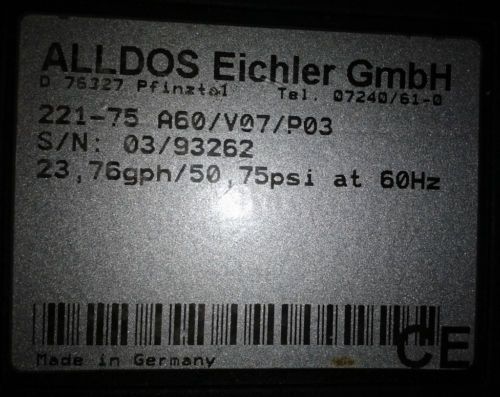 ALLDOS Eichler GmbH
D 76327 Pfinztal Tel. 07240/61-0
221-75 A60/V07/P03
S/N: 03/93262
23,76gph/50,75psi at 60Hz
CE
Made in Germany